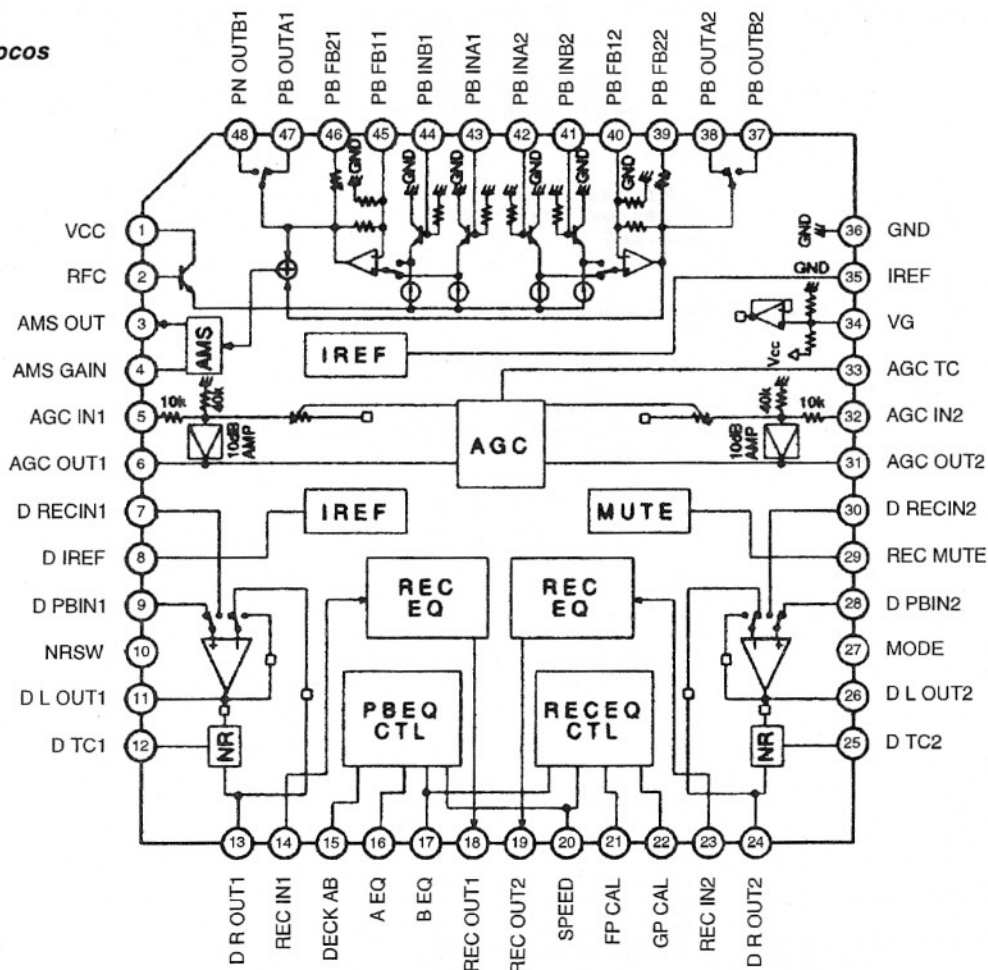 ocos
PN OUTB1
PB OUTA1
PB FB21
PB FB11
PB INB1
PB INA1
PB INA2
PB INB2
PB FB12
PB FB22
PB OUTA2
PB OUTB2
48 47 46 45 44 43 42 41 40 39 38 37
GND GND GND GND GND GND
VCC 1
RFC 2
AMS OUT 3
AMS GAIN 4
AGC IN1 5
AGC OUT1 6
D RECIN1 7
D IREF 8
D PBIN1 9
NRSW 10
D L OUT1 11
D TC1 12
AMS
IREF
10k 40k
10dB
AMP
AGC
40k 10k
10dB
AMP
GND
GND
Vcc
IREF
MUTE
REC
EQ
REC
EQ
PBEQ
CTL
RECEQ
CTL
+ -
NR
- +
NR
36 GND
35 IREF
34 VG
33 AGC TC
32 AGC IN2
31 AGC OUT2
30 D RECIN2
29 REC MUTE
28 D PBIN2
27 MODE
26 D L OUT2
25 D TC2
13 14 15 16 17 18 19 20 21 22 23 24
D R OUT1
REC IN1
DECK AB
A EQ
B EQ
REC OUT1
REC OUT2
SPEED
FP CAL
GP CAL
REC IN2
D R OUT2